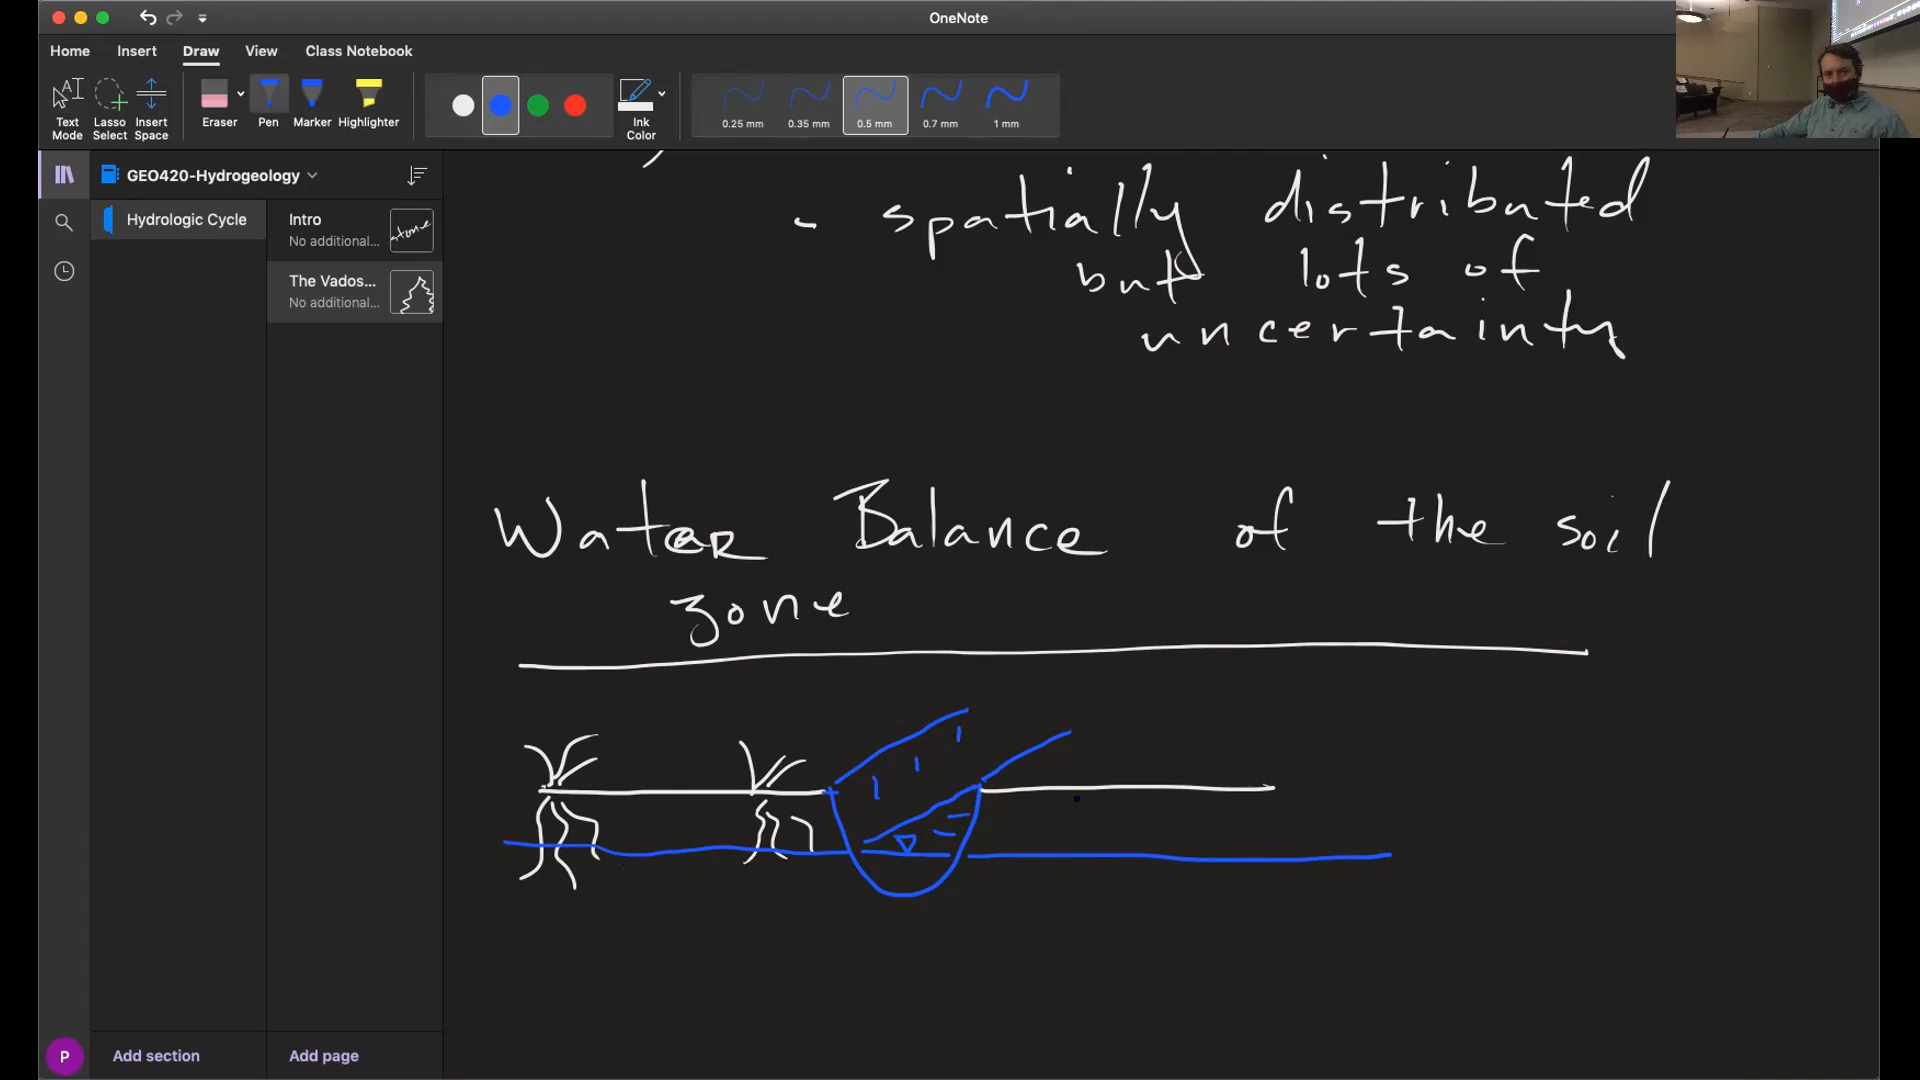 OneNote
Home Insert Draw View Class Notebook
Text Mode
Lasso Select
Insert Space
Eraser
Pen
Marker
Highlighter
Ink Color
0.25 mm 0.35 mm 0.5 mm 0.7 mm 1 mm
GEO420-Hydrogeology
Hydrologic Cycle
Intro
No additional...
The Vados...
No additional...
- spatially distributed
but lots of
uncertainty
Water Balance of the soil
zone
P
Add section
Add page